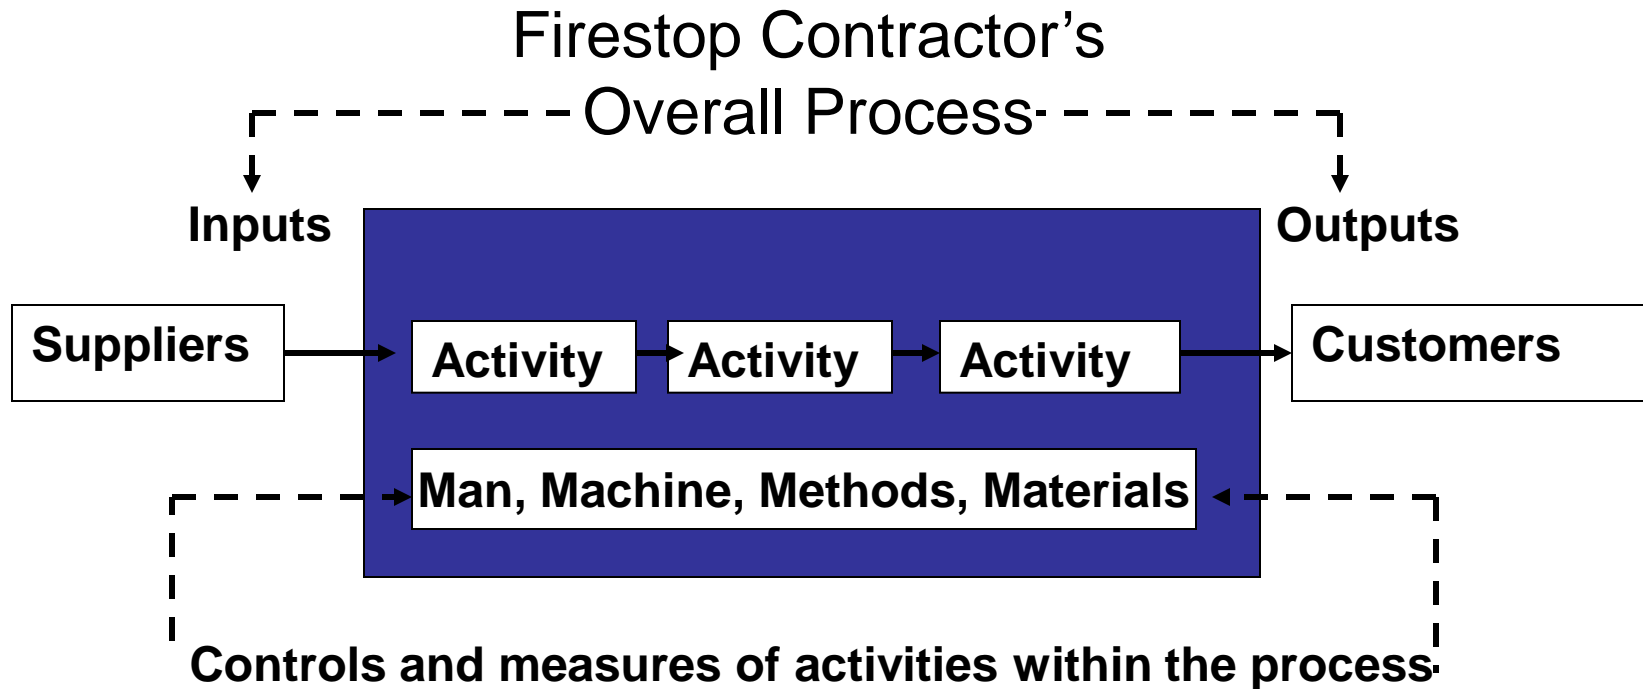 Firestop Contractor’s
Overall Process
Inputs
Outputs
Suppliers
Activity
Activity
Activity
Customers
Man, Machine, Methods, Materials
Controls and measures of activities within the process